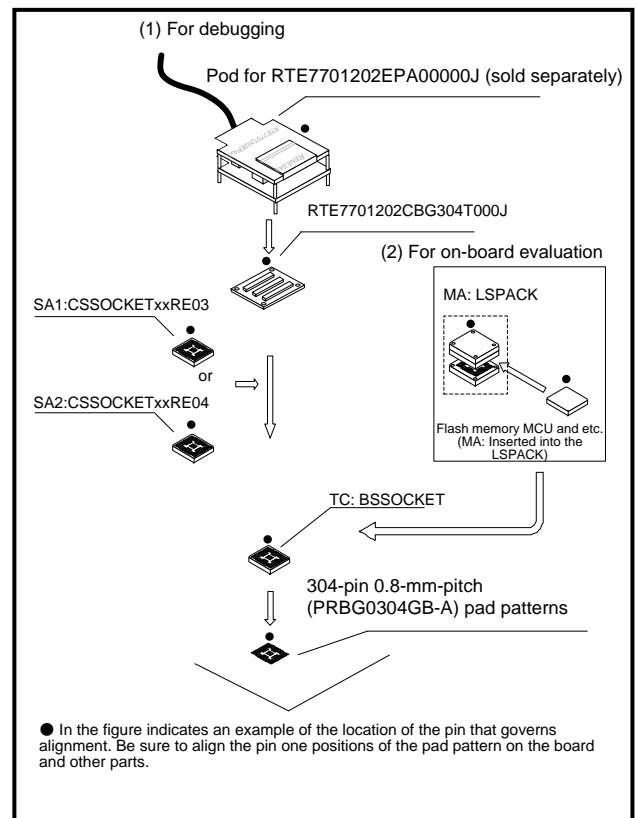 (1) For debugging
Pod for RTE7701202EPA00000J (sold separately)
RTE7701202EPA
RENESAS
RTE7701202CBG304T000J
(2) For on-board evaluation
MA: LSPACK
SA1:CSSOCKETxxRE03
or
SA2:CSSOCKETxxRE04
Flash memory MCU and etc.
(MA: Inserted into the
LSPACK)
TC: BSSOCKET
304-pin 0.8-mm-pitch
(PRBG0304GB-A) pad patterns
● In the figure indicates an example of the location of the pin that governs
alignment. Be sure to align the pin one positions of the pad pattern on the board
and other parts.